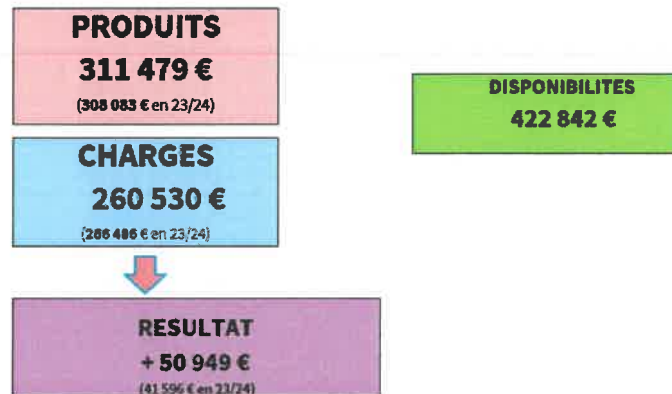 PRODUITS
311 479 €
(308 083 € en 23/24)
DISPONIBILITES
422 842 €
CHARGES
260 530 €
(266 486 € en 23/24)
RESULTAT
+ 50 949 €
(41 596 € en 23/24)